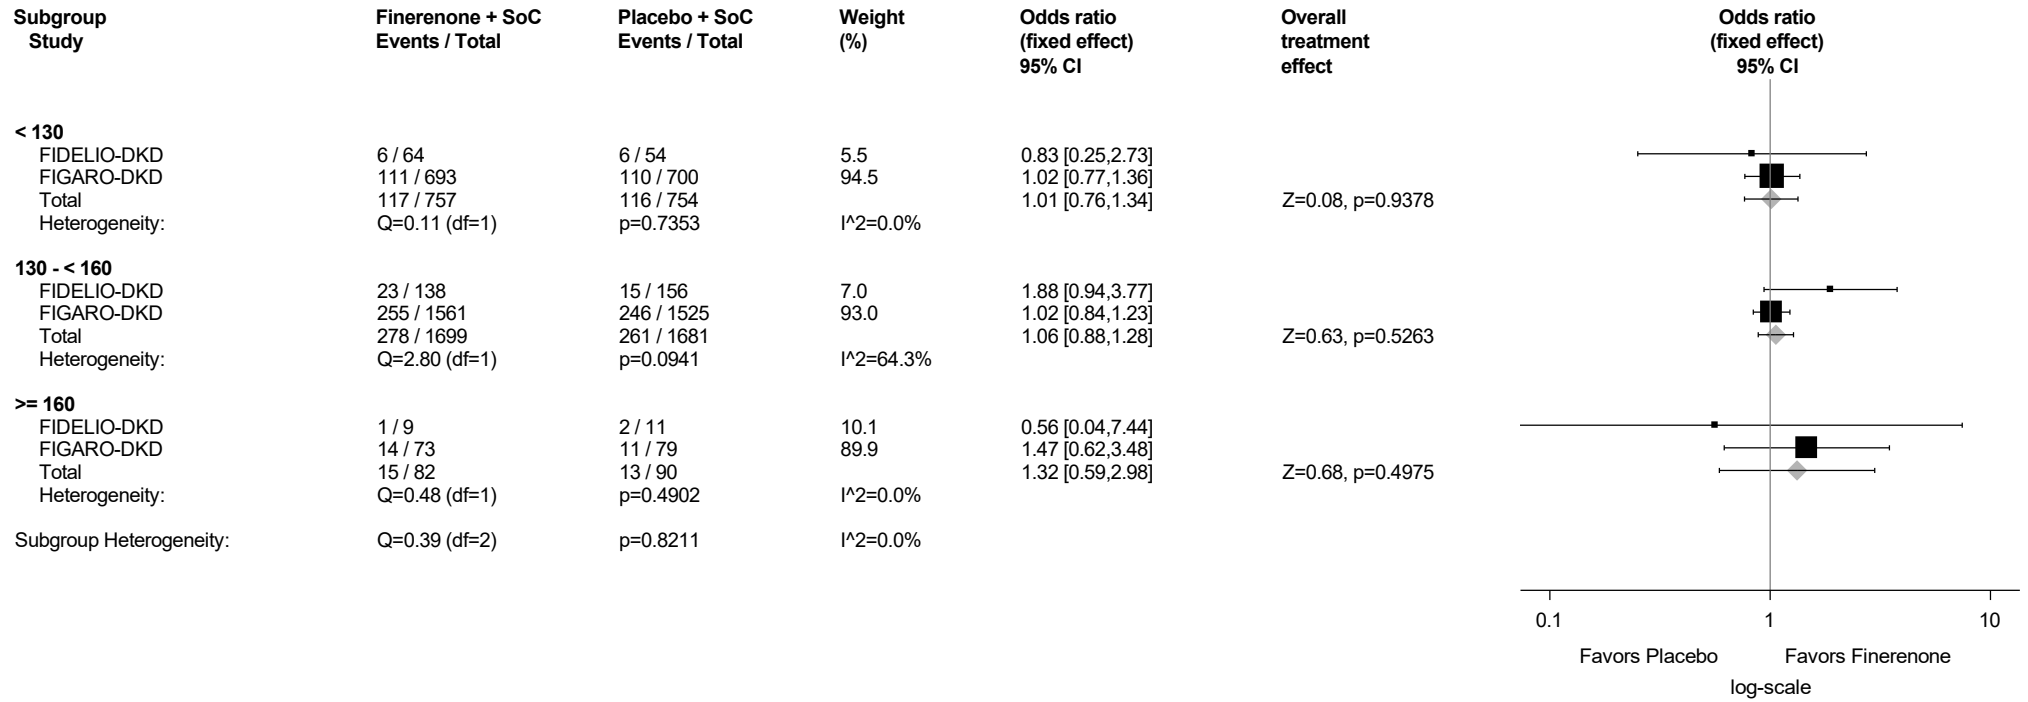 Subgroup Finerenone + SoC Placebo + SoC Weight Odds ratio Overall Odds ratio
Study Events / Total Events / Total (%) (fixed effect) treatment (fixed effect)
95% CI effect 95% CI
< 130
FIDELIO-DKD 6 / 64 6 / 54 5.5 0.83 [0.25,2.73]
FIGARO-DKD 111 / 693 110 / 700 94.5 1.02 [0.77,1.36]
Total 117 / 757 116 / 754 1.01 [0.76,1.34] Z=0.08, p=0.9378
Heterogeneity: Q=0.11 (df=1) p=0.7353 I^2=0.0%
130 - < 160
FIDELIO-DKD 23 / 138 15 / 156 7.0 1.88 [0.94,3.77]
FIGARO-DKD 255 / 1561 246 / 1525 93.0 1.02 [0.84,1.23]
Total 278 / 1699 261 / 1681 1.06 [0.88,1.28] Z=0.63, p=0.5263
Heterogeneity: Q=2.80 (df=1) p=0.0941 I^2=64.3%
>= 160
FIDELIO-DKD 1 / 9 2 / 11 10.1 0.56 [0.04,7.44]
FIGARO-DKD 14 / 73 11 / 79 89.9 1.47 [0.62,3.48]
Total 15 / 82 13 / 90 1.32 [0.59,2.98] Z=0.68, p=0.4975
Heterogeneity: Q=0.48 (df=1) p=0.4902 I^2=0.0%
Subgroup Heterogeneity: Q=0.39 (df=2) p=0.8211 I^2=0.0%
0.1 1 10
Favors Placebo Favors Finerenone
log-scale